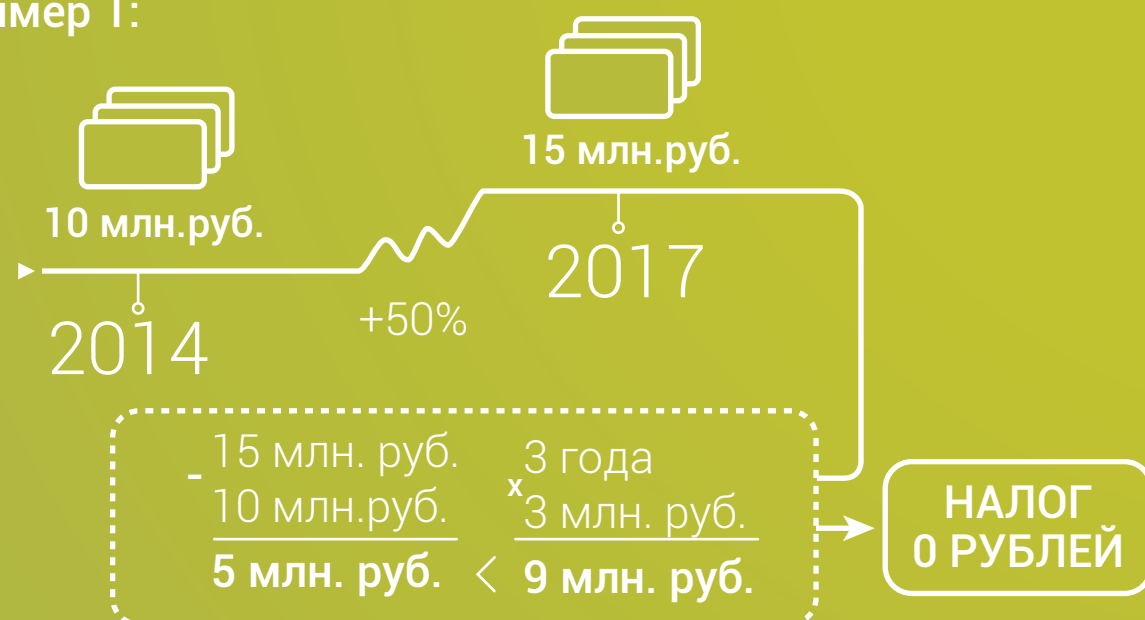 мер 1:
10 млн.руб.
2014
+50%
15 млн.руб.
2017
- 15 млн. руб.
10 млн.руб.
5 млн. руб.
<
x 3 года
3 млн. руб.
9 млн. руб.
НАЛОГ
0 РУБЛЕЙ